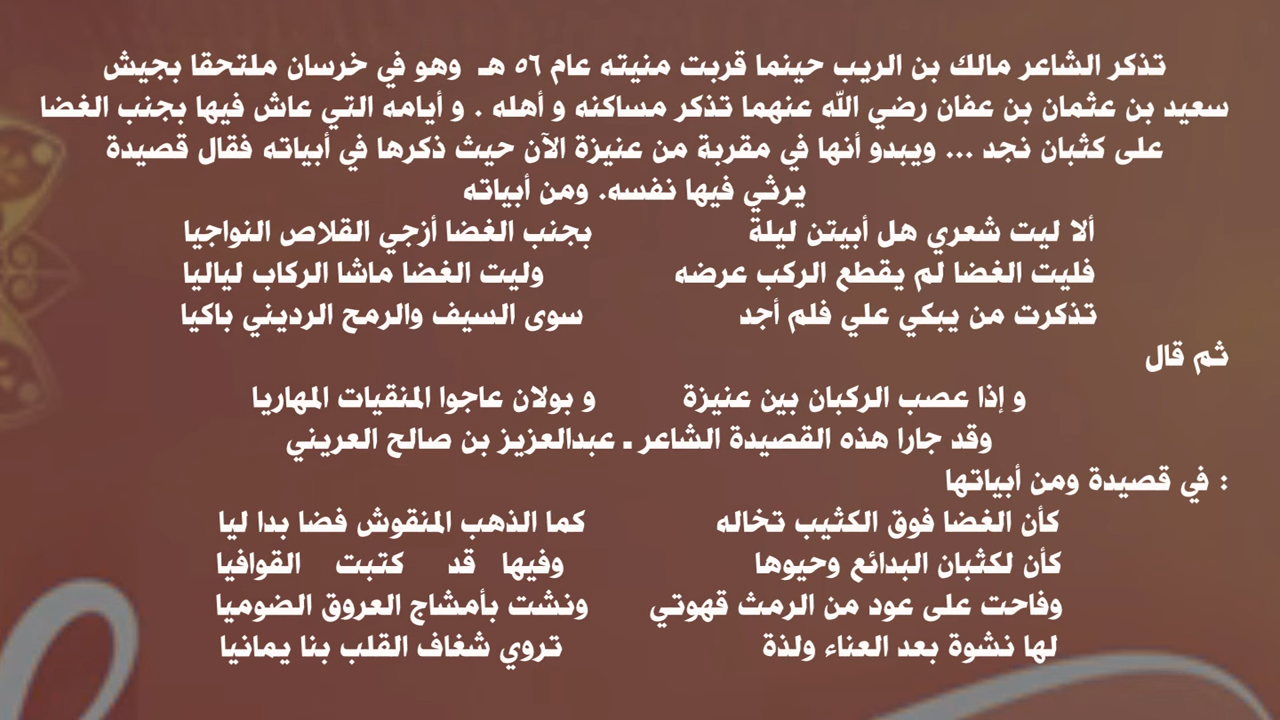 تذكر الشاعر مالك بن الريب حينما قربت منيته عام ٥٦ هـ وهو في خرسان ملتحقا بجيش
سعيد بن عثمان بن عفان رضي الله عنهما تذكر مساكنه و أهله . و أيامه التي عاش فيها بجنب الغضا
على كثبان نجد ... ويبدو أنها في مقربة من عنيزة الآن حيث ذكرها في أبياته فقال قصيدة
يرثي فيها نفسه. ومن أبياته
ألا ليت شعري هل أبيتن ليلة بجنب الغضا أزجي القلاص النواجيا
فليت الغضا لم يقطع الركب عرضه وليت الغضا ماشا الركاب لياليا
تذكرت من يبكي علي فلم أجد سوى السيف والرمح الرديني باكيا
ثم قال
و إذا عصب الركبان بين عنيزة و بولان عاجوا المنقيات المهاريا
وقد جارا هذه القصيدة الشاعر ـ عبدالعزيز بن صالح العريني
: في قصيدة ومن أبياتها
كأن الغضا فوق الكثيب تخاله كما الذهب المنقوش فضا بدا ليا
كأن لكثبان البدائع وحيوها وفيها قد كتبت القوافيا
وفاحت على عود من الرمث قهوتي ونشت بأمشاج العروق الضوميا
لها نشوة بعد العناء ولذة تروي شغاف القلب بنا يمانيا